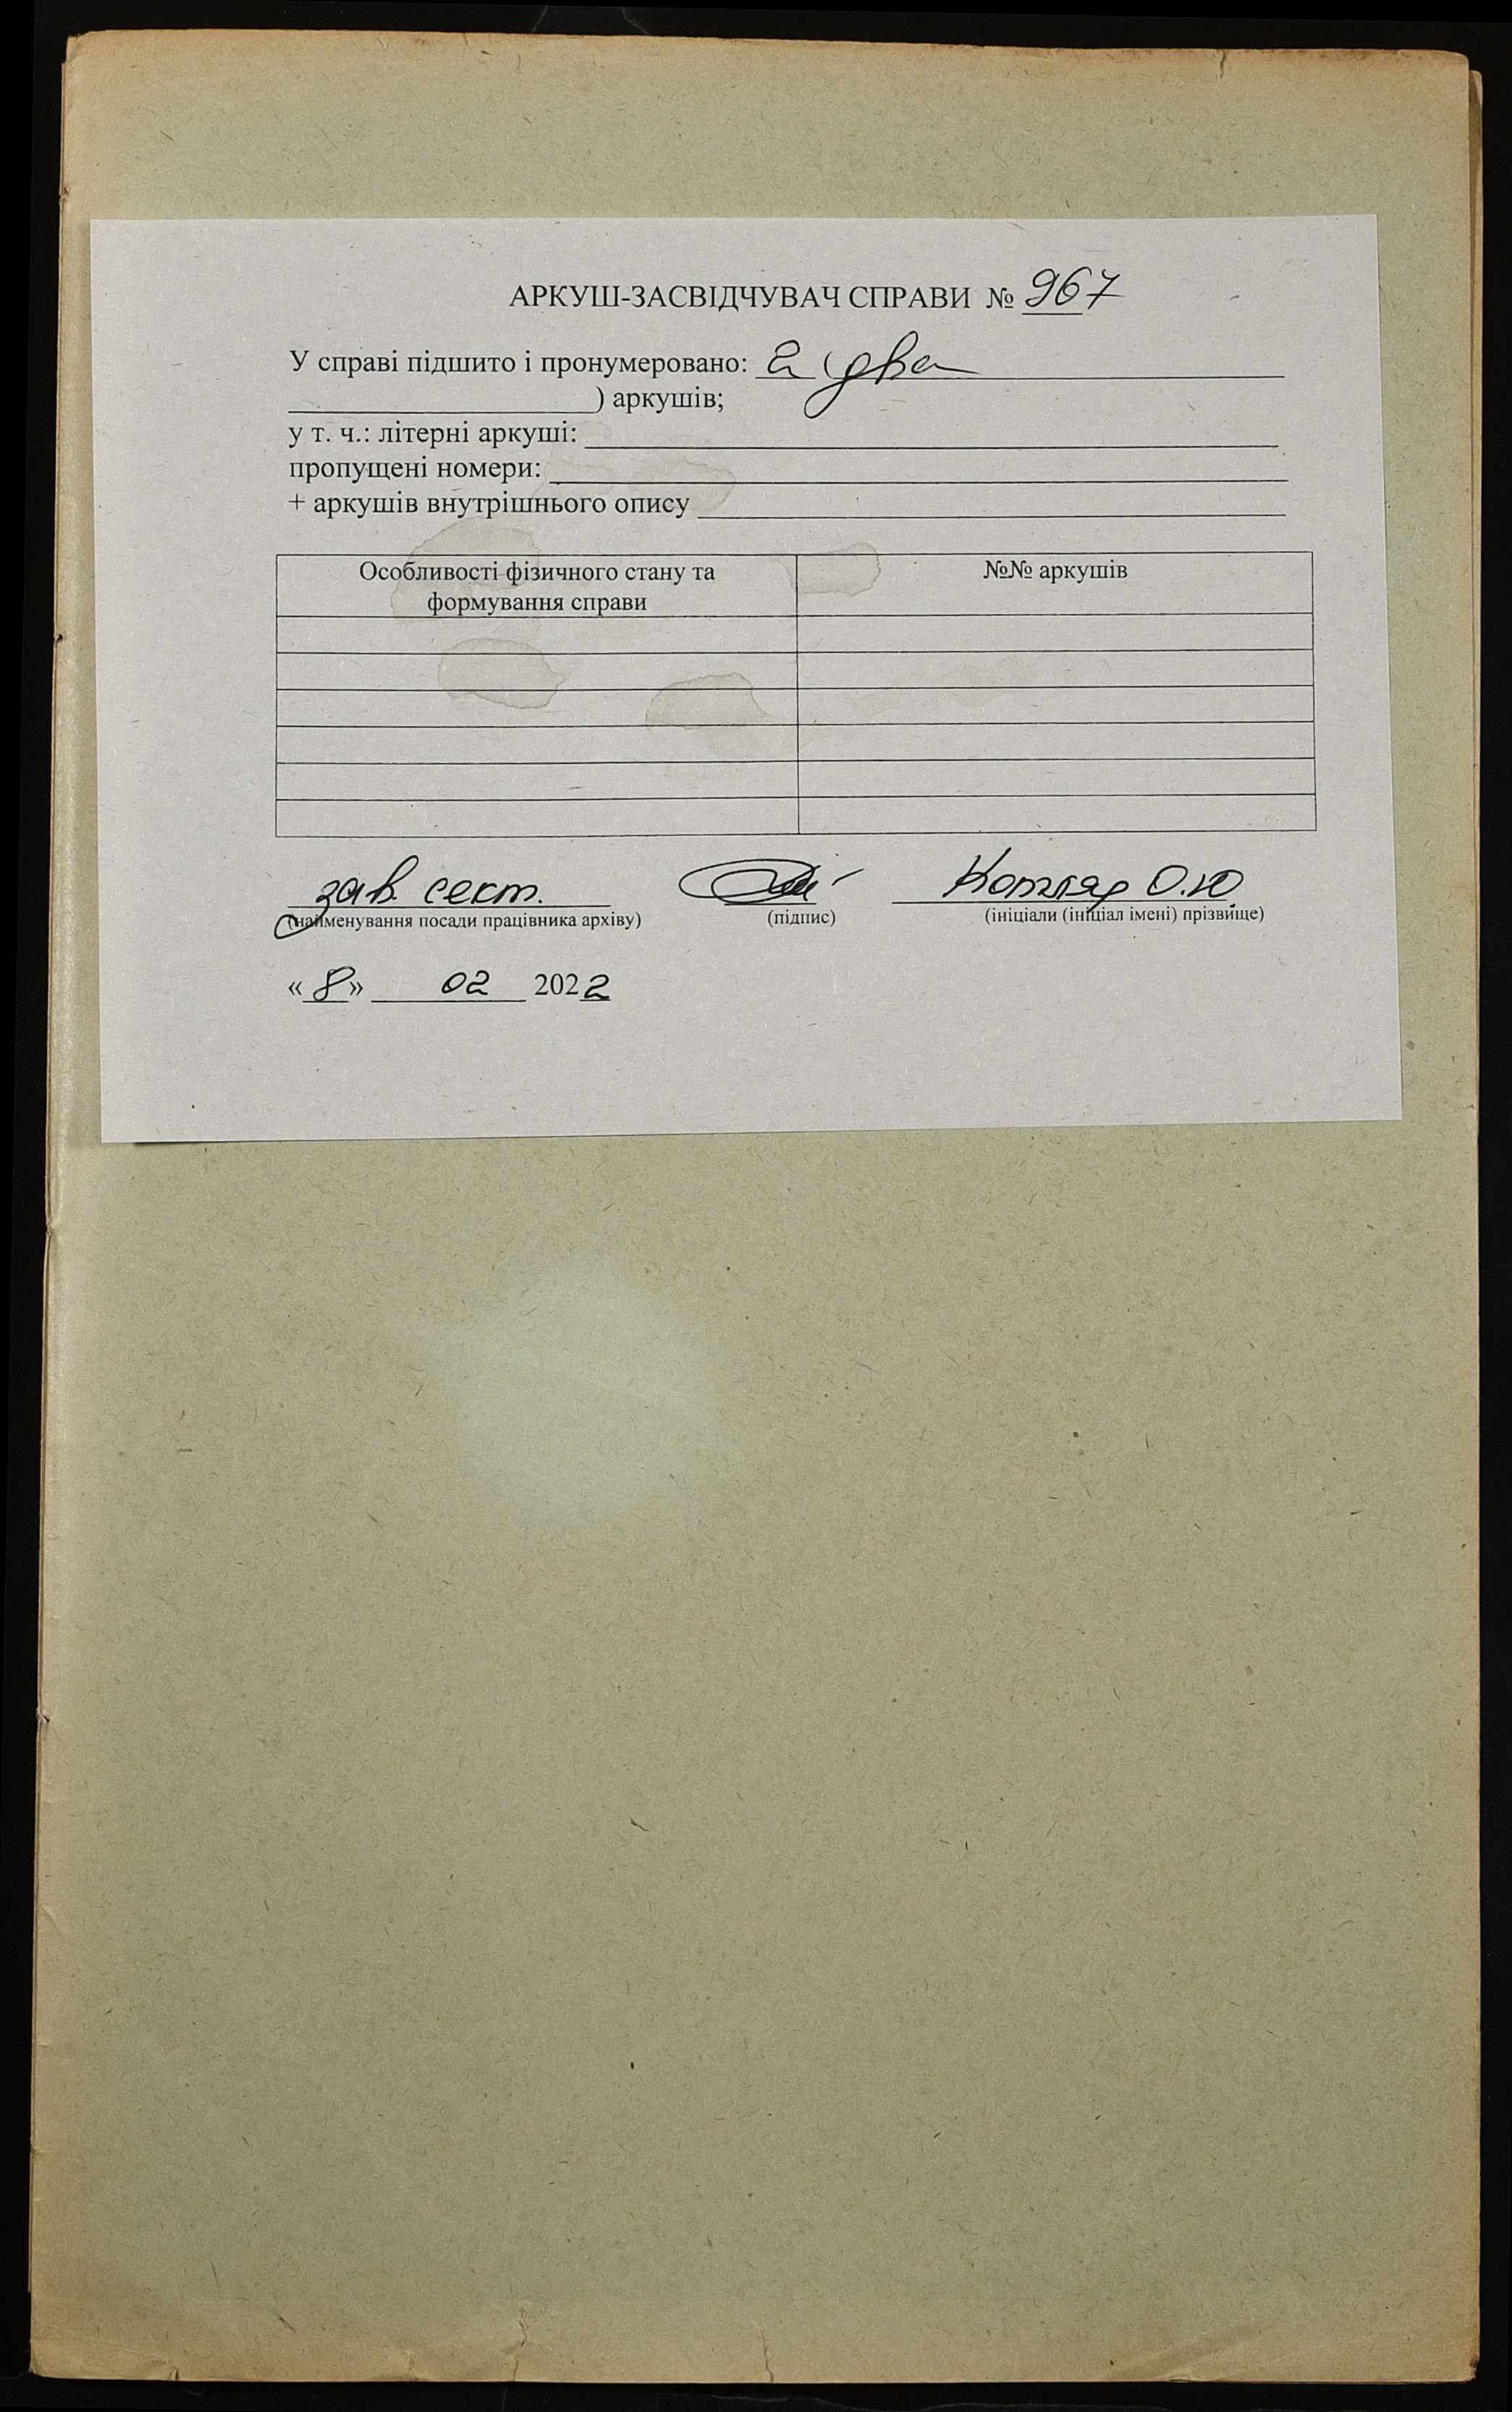 АРКУШ-ЗАСВІДЧУВАЧ СПРАВИ № 967
У справі підшито і пронумеровано: 2 (два
) аркушів;
у т. ч.: літерні аркуші:
пропущені номери:
+ аркушів внутрішнього опису
Особливості фізичного стану та №№ аркушів
формування справи
зав. сект. Котляр О.Ю.
(найменування посади працівника архіву) (підпис) (ініціали (ініціал імені) прізвище)
«8» 02 2022